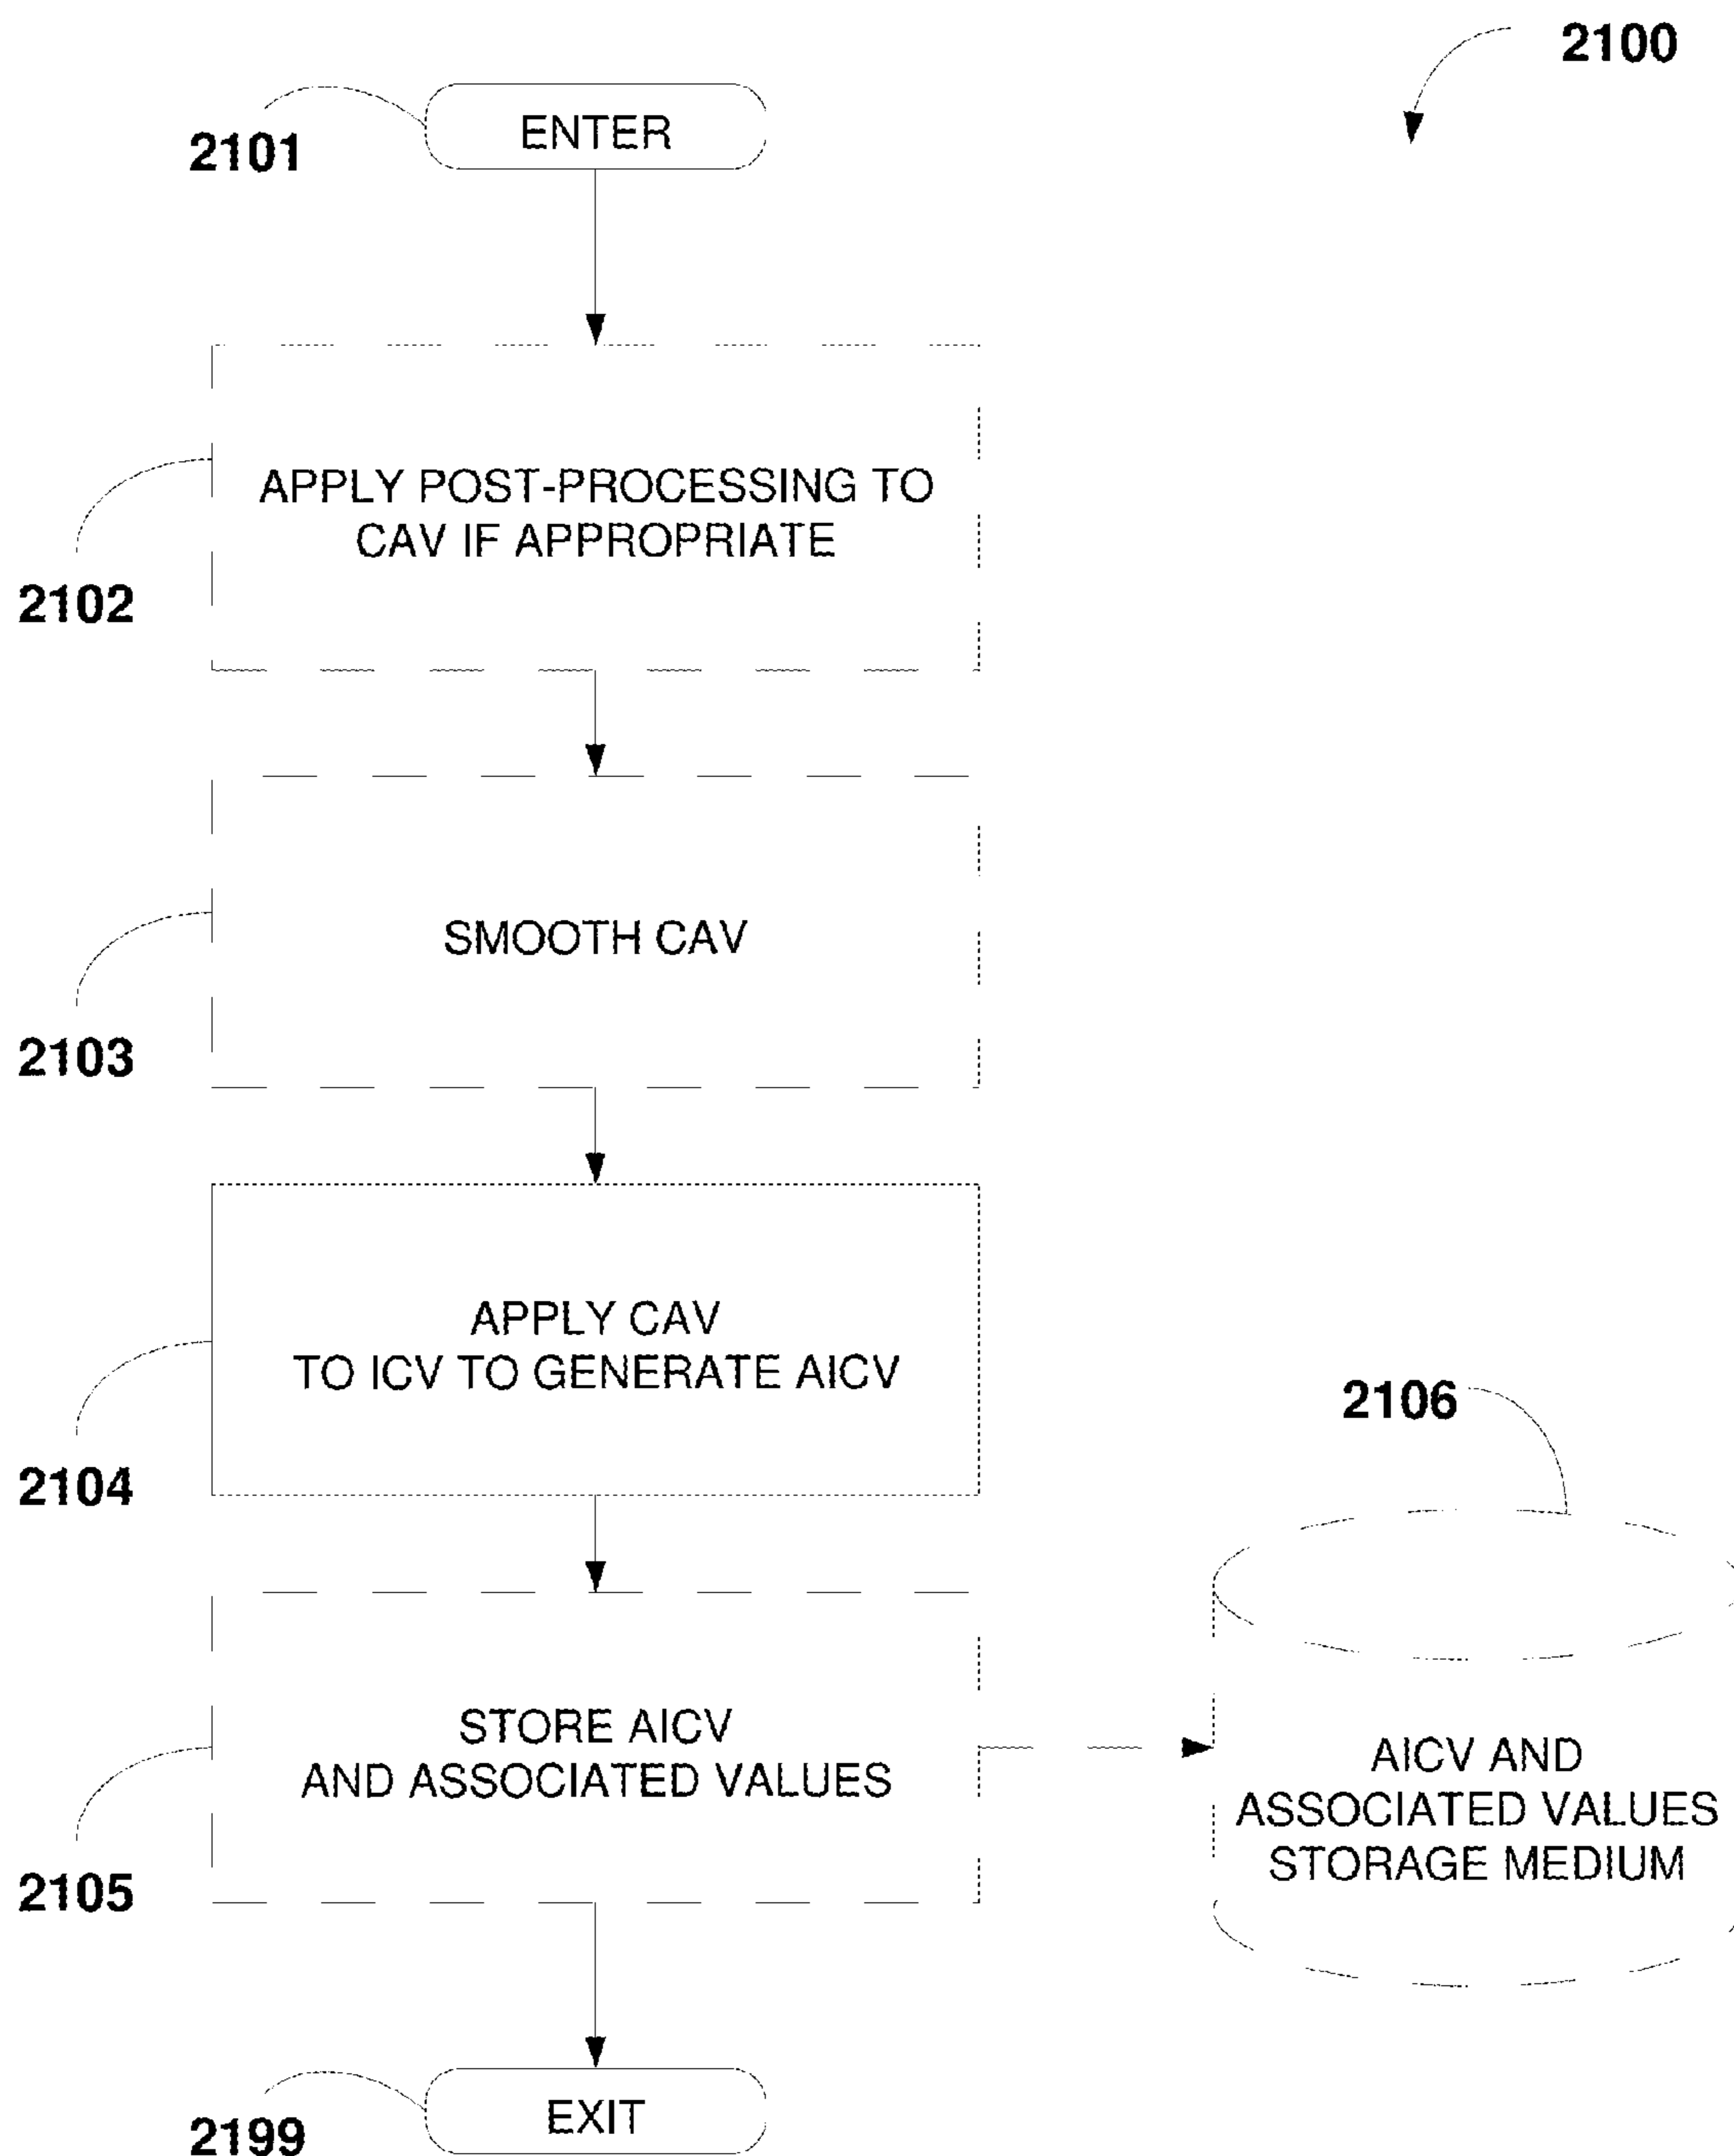 2100
2101
ENTER
APPLY POST-PROCESSING TO
CAV IF APPROPRIATE
2102
SMOOTH CAV
2103
APPLY CAV
TO ICV TO GENERATE AICV
2104
2106
STORE AICV
AND ASSOCIATED VALUES
2105
AICV AND
ASSOCIATED VALUES
STORAGE MEDIUM
EXIT
2199